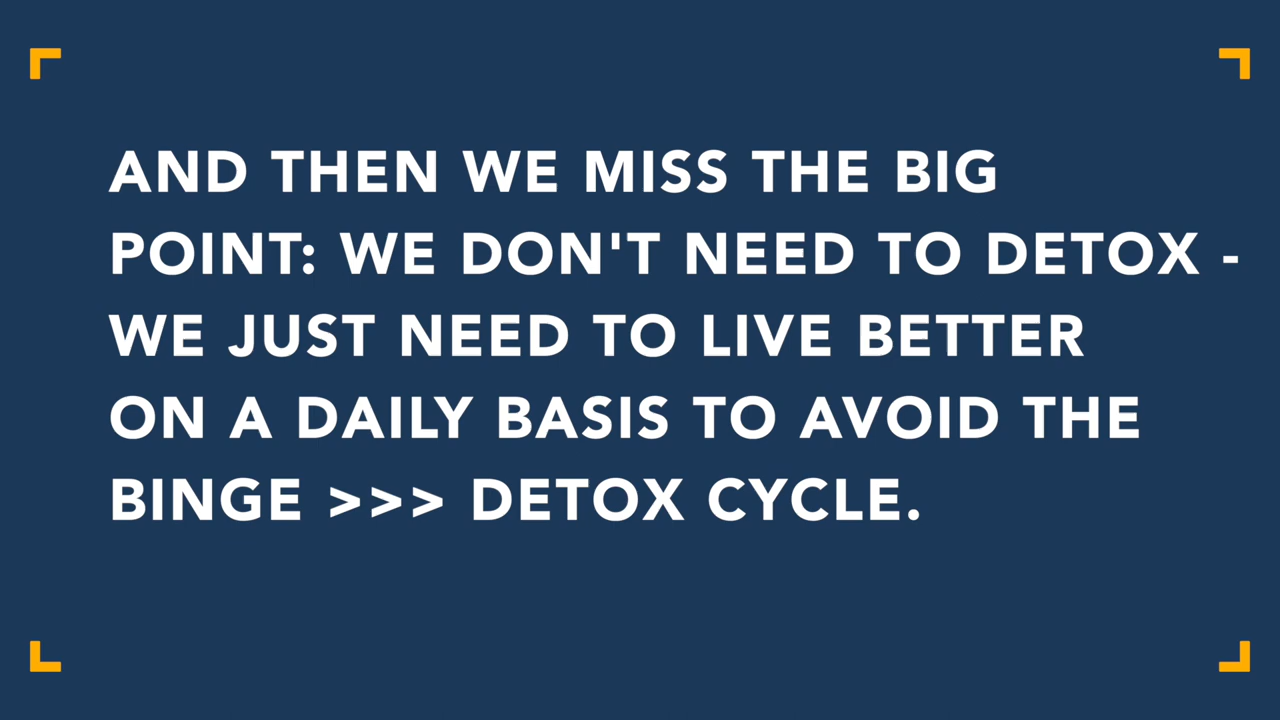 AND THEN WE MISS THE BIG
POINT: WE DON'T NEED TO DETOX -
WE JUST NEED TO LIVE BETTER
ON A DAILY BASIS TO AVOID THE
BINGE >>> DETOX CYCLE.